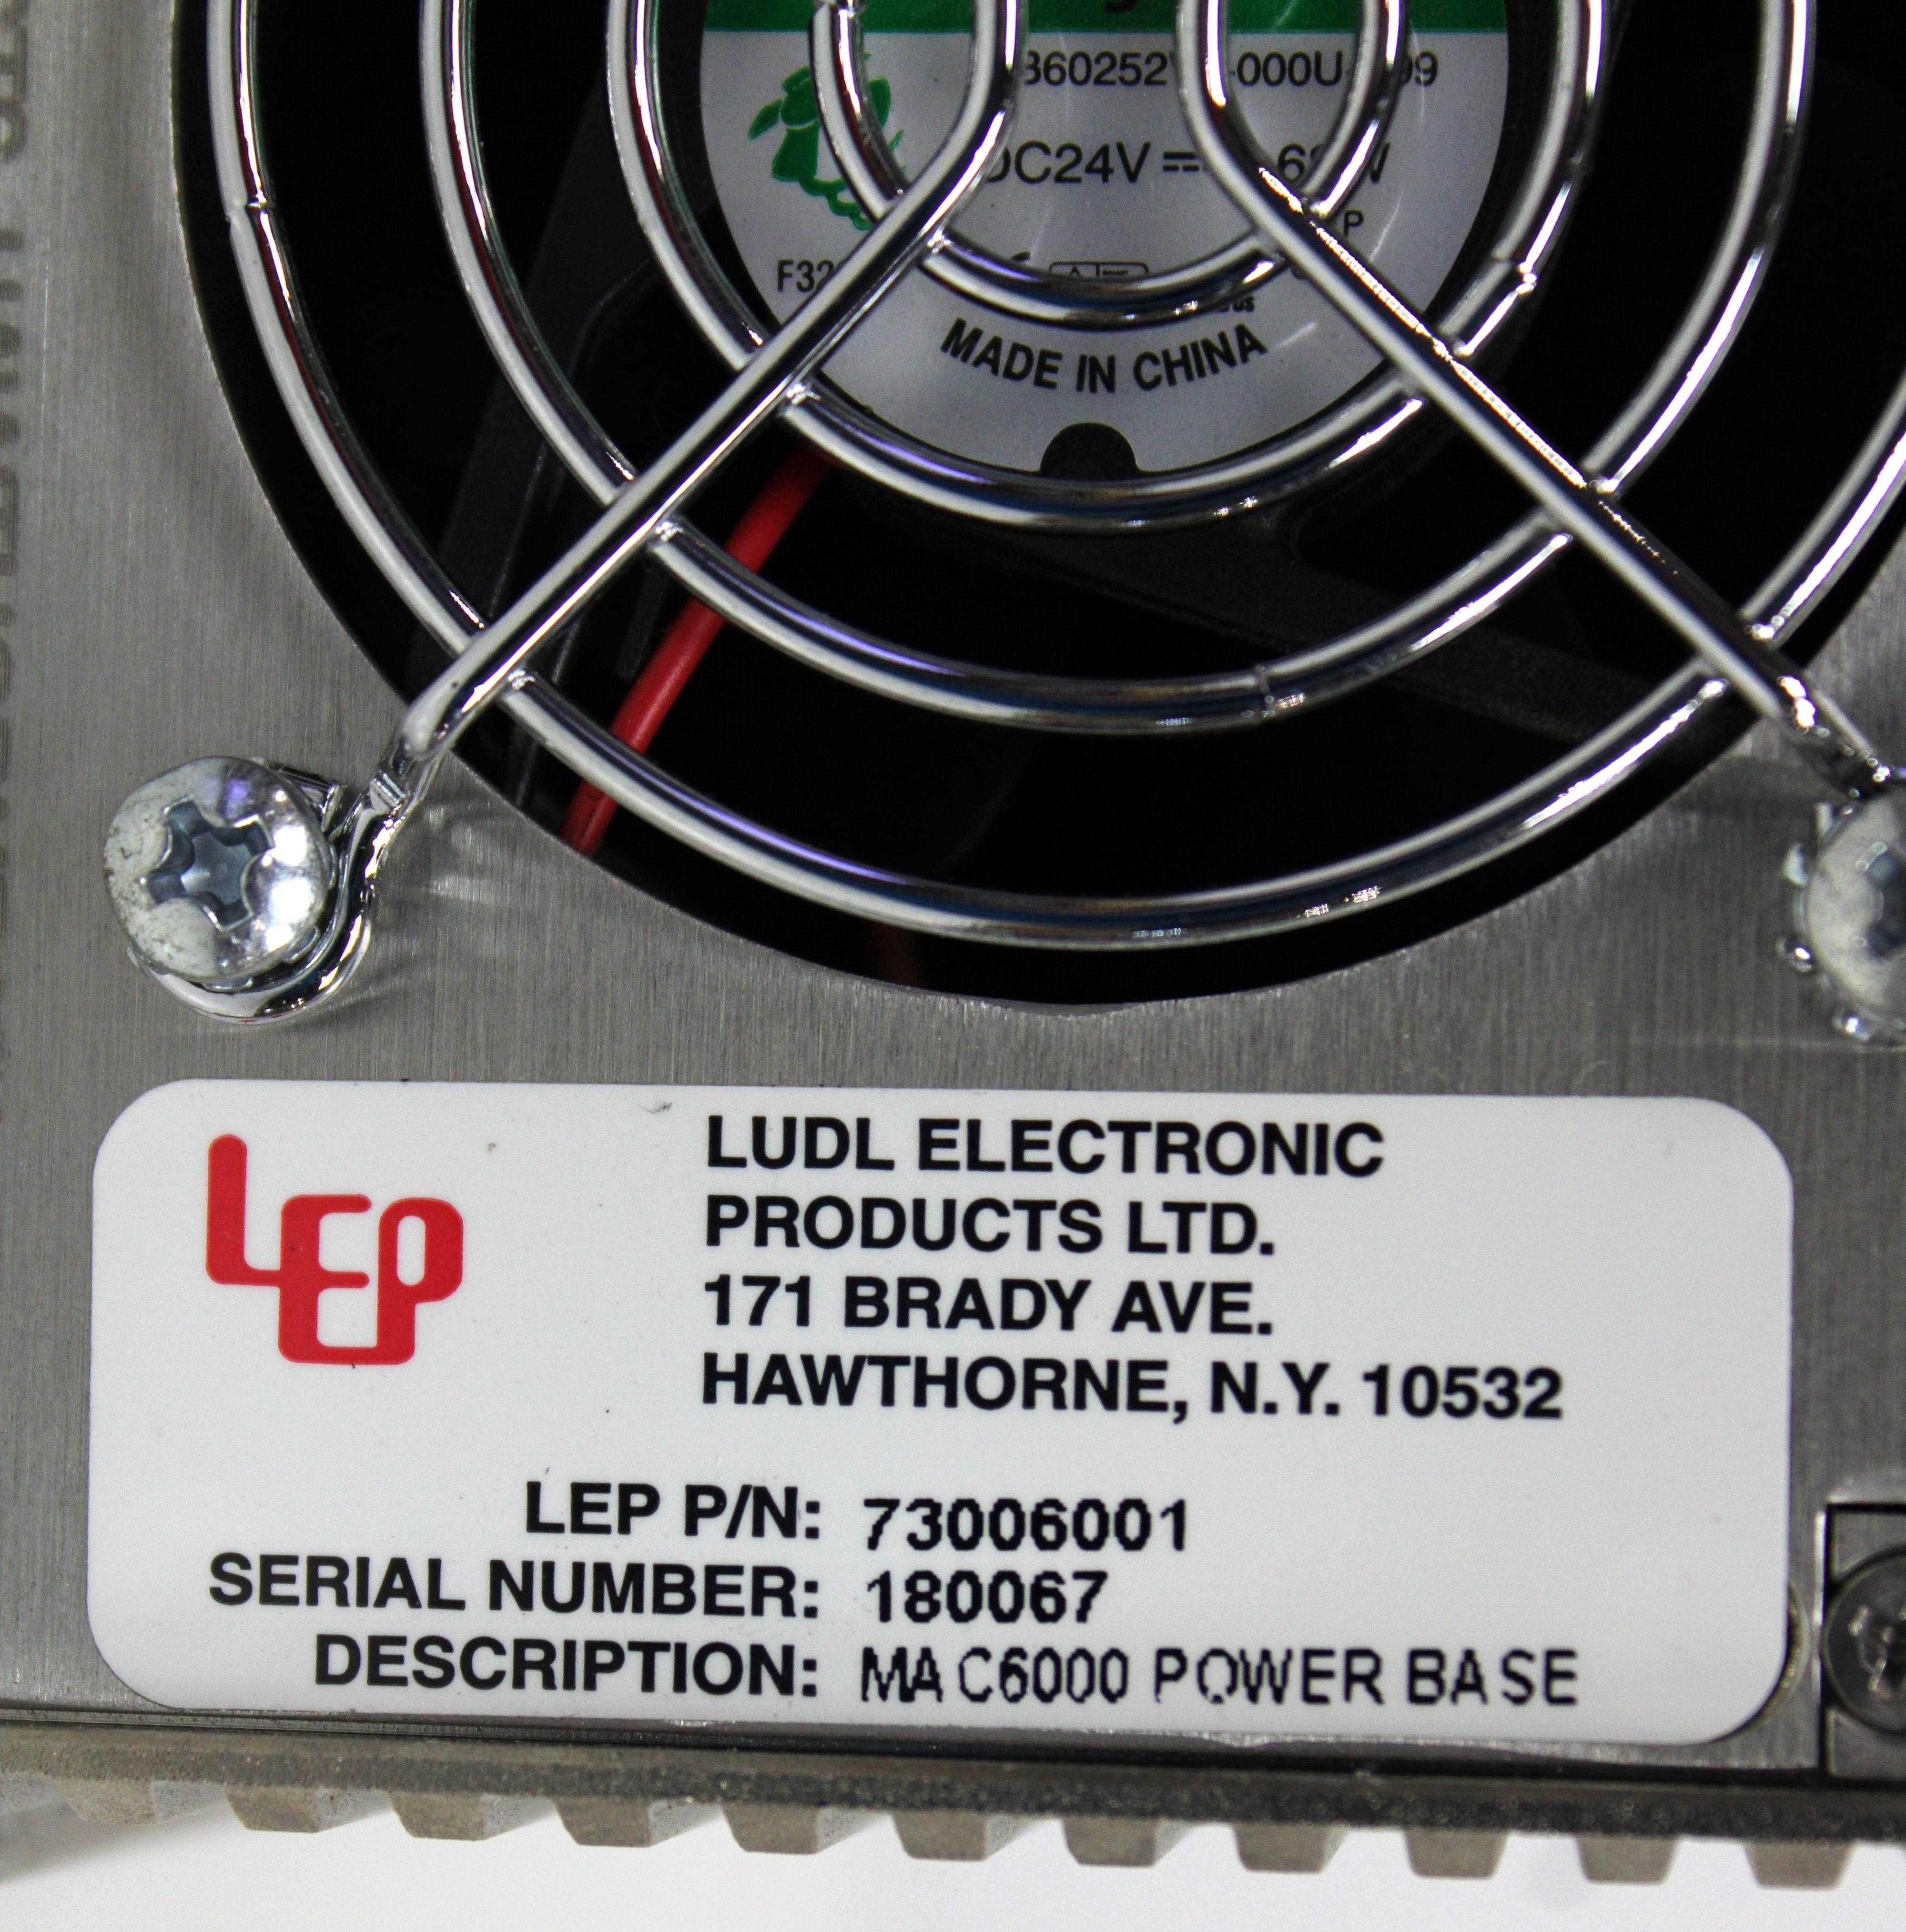 DC24V
MADE IN CHINA
LEP
LUDL ELECTRONIC
PRODUCTS LTD.
171 BRADY AVE.
HAWTHORNE, N.Y. 10532
LEP P/N: 73006001
SERIAL NUMBER: 180067
DESCRIPTION: MAC6000 POWER BASE